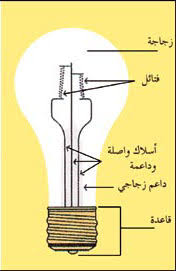 زجاجة
فتائل
أسلاك واصلة
وداعمة
داعم زجاجي
قاعدة